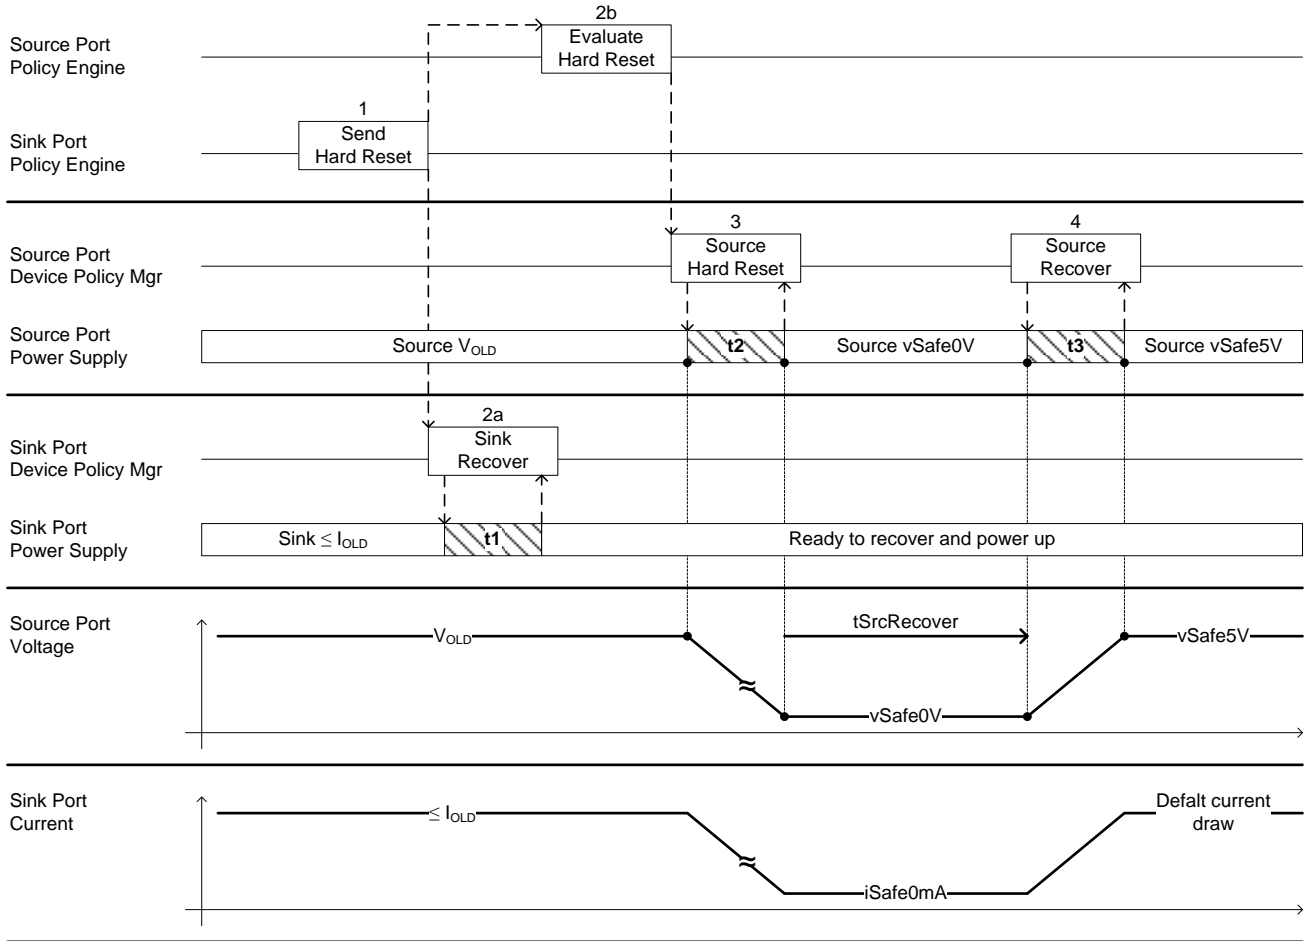 2b
Source Port
Policy Engine
Evaluate
Hard Reset
1
Sink Port
Policy Engine
Send
Hard Reset
3
4
Source Port
Device Policy Mgr
Source
Hard Reset
Source
Recover
Source Port
Power Supply
Source VOLD
t2
Source vSafe0V
t3
Source vSafe5V
2a
Sink Port
Device Policy Mgr
Sink
Recover
Sink Port
Power Supply
Sink ≤ IOLD
t1
Ready to recover and power up
Source Port
Voltage
VOLD
tSrcRecover
vSafe5V
≈
vSafe0V
Sink Port
Current
≤ IOLD
Defalt current
draw
≈
iSafe0mA